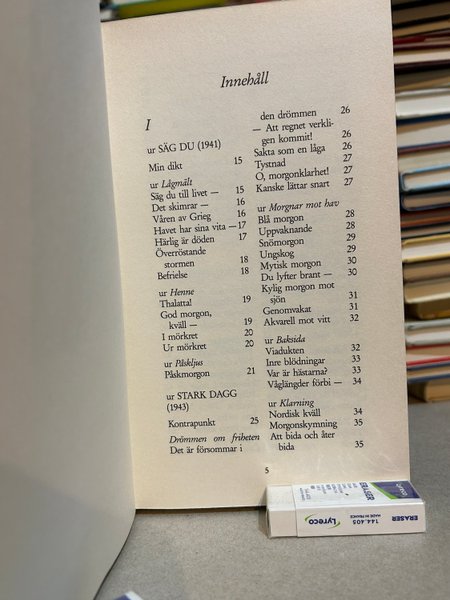 Innehåll
I
ur SÄG DU (1941)
Min dikt 15
ur Lågmält
Säg du till livet — 15
Det skimrar — 16
Våren av Grieg 16
Havet har sina vita — 17
Härlig är döden 17
Överröstande
stormen 18
Befrielse 18
ur Henne
Thalatta! 19
God morgon,
kväll — 19
I mörkret 20
Ur mörkret 20
ur Påskljus
Påskmorgon 21
ur STARK DAGG
(1943)
Kontrapunkt 25
Drömmen om friheten
Det är försommar i
den drömmen 26
— Att regnet verkli-
gen kommit! 26
Sakta som en låga 26
Tystnad 27
O, morgonklarhet! 27
Kanske lättar snart 27
ur Morgnar mot hav
Blå morgon 28
Uppvaknande 28
Snömorgon 29
Ungskog 29
Mytisk morgon 30
Du lyfter brant — 30
Kylig morgon mot
sjön 31
Genomvakat 31
Akvarell mot vitt 32
ur Baksida
Viadukten 32
Inre blödningar 33
Var är hästarna? 33
Våglängder förbi — 34
ur Klarning
Nordisk kväll 34
Morgonskymning 35
Att bida och åter
bida 35
5
ERASER
Lyreco
144.405
MADE IN FRANCE
ERASER